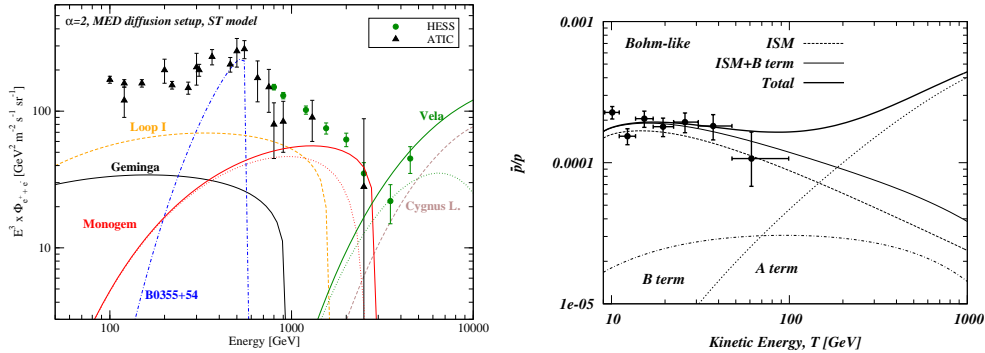 α=2, MED diffusion setup, ST model
HESS
ATIC
Loop I
Geminga
Monogem
B0355+54
Vela
Cygnus L.
100
10
E³ x Φe⁺ + e⁻ [GeV² m⁻² s⁻¹ sr⁻¹]
100
1000
10000
Energy [GeV]
Bohm-like
ISM
ISM+B term
Total
B term
A term
0.001
0.0001
1e-05
p̄/p
10
100
1000
Kinetic Energy, T [GeV]